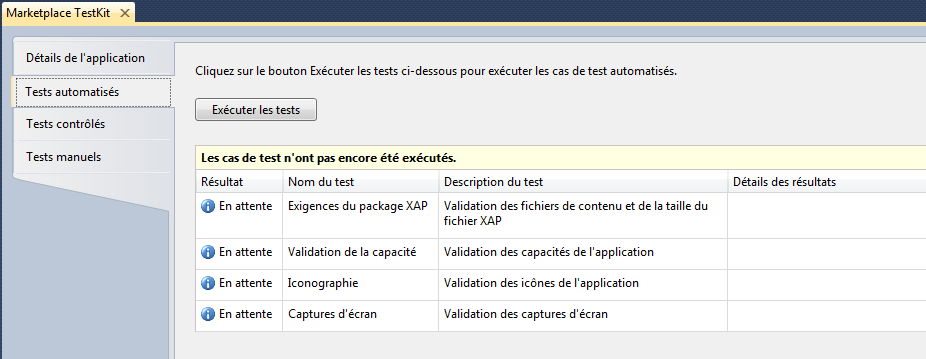 Marketplace TestKit
Détails de l'application
Tests automatisés
Tests contrôlés
Tests manuels
Cliquez sur le bouton Exécuter les tests ci-dessous pour exécuter les cas de test automatisés.
Exécuter les tests
Les cas de test n'ont pas encore été exécutés.
Résultat Nom du test Description du test Détails des résultats
En attente Exigences du package XAP Validation des fichiers de contenu et de la taille du
fichier XAP
En attente Validation de la capacité Validation des capacités de l'application
En attente Iconographie Validation des icônes de l'application
En attente Captures d'écran Validation des captures d'écran